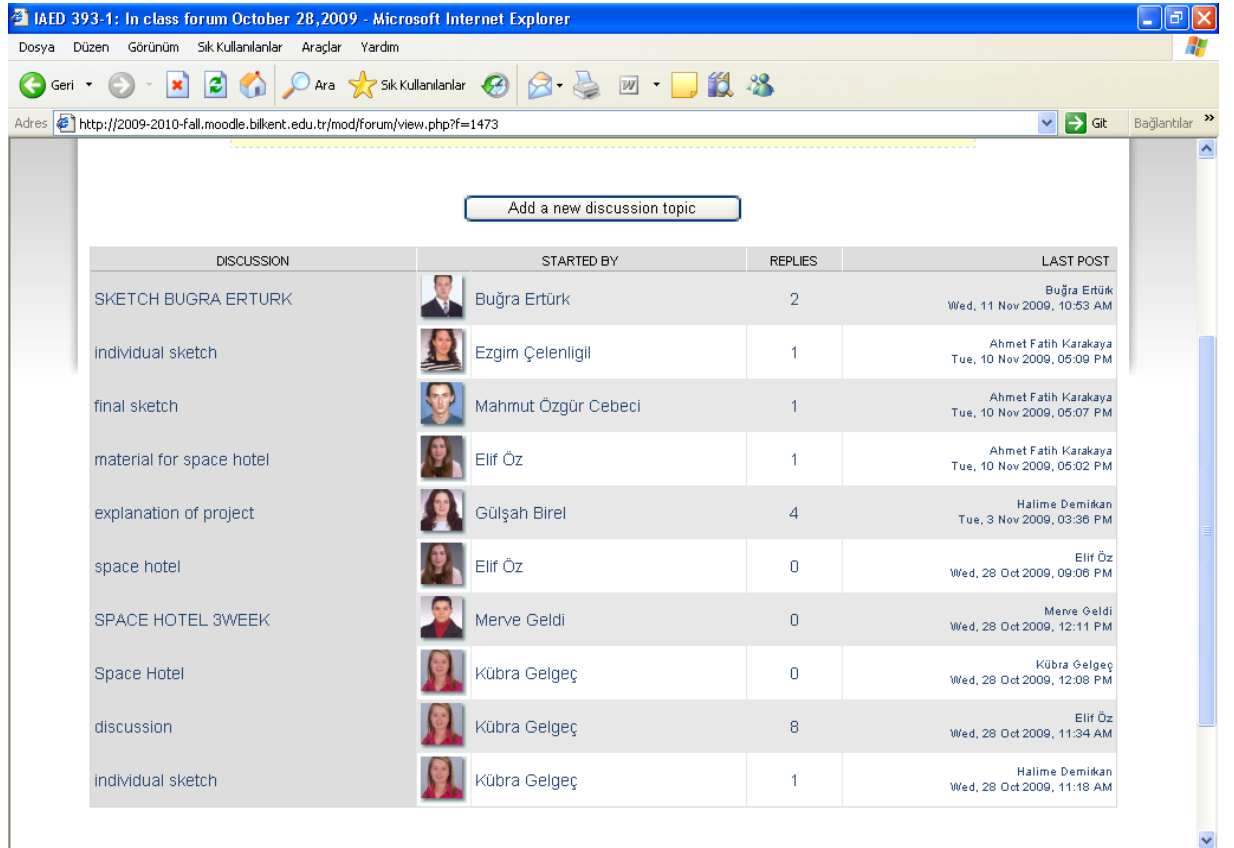 IAED 393-1: In class forum October 28,2009 - Microsoft Internet Explorer
Dosya Düzen Görünüm Sık Kullanılanlar Araçlar Yardım
Geri Ara Sık Kullanılanlar
Adres http://2009-2010-fall.moodle.bilkent.edu.tr/mod/forum/view.php?f=1473 Git Bağlantılar »
Add a new discussion topic
DISCUSSION STARTED BY REPLIES LAST POST
SKETCH BUGRA ERTURK Buğra Ertürk 2 Buğra Ertürk
Wed, 11 Nov 2009, 10:53 AM
individual sketch Ezgim Çelenligil 1 Ahmet Fatih Karakaya
Tue, 10 Nov 2009, 05:09 PM
final sketch Mahmut Özgür Cebeci 1 Ahmet Fatih Karakaya
Tue, 10 Nov 2009, 05:07 PM
material for space hotel Elif Öz 1 Ahmet Fatih Karakaya
Tue, 10 Nov 2009, 05:02 PM
explanation of project Gülşah Birel 4 Halime Demirkan
Tue, 3 Nov 2009, 03:36 PM
space hotel Elif Öz 0 Elif Öz
Wed, 28 Oct 2009, 09:06 PM
SPACE HOTEL 3WEEK Merve Geldi 0 Merve Geldi
Wed, 28 Oct 2009, 12:11 PM
Space Hotel Kübra Gelgeç 0 Kübra Gelgeç
Wed, 28 Oct 2009, 12:08 PM
discussion Kübra Gelgeç 8 Elif Öz
Wed, 28 Oct 2009, 11:34 AM
individual sketch Kübra Gelgeç 1 Halime Demirkan
Wed, 28 Oct 2009, 11:18 AM